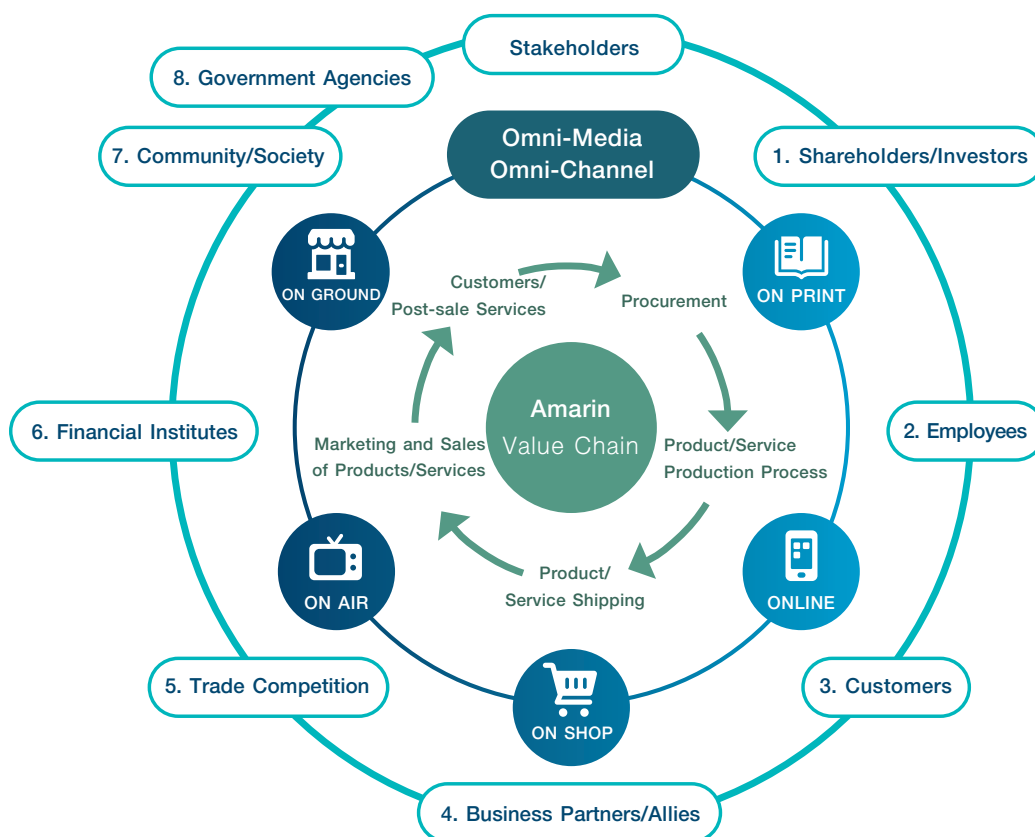 Stakeholders
8. Government Agencies
7. Community/Society
Omni-Media
Omni-Channel
1. Shareholders/Investors
ON GROUND
ON PRINT
Customers/
Post-sale Services
Procurement
Amarin
Value Chain
6. Financial Institutes
Marketing and Sales
of Products/Services
Product/Service
Production Process
2. Employees
ON AIR
Product/
Service Shipping
ONLINE
5. Trade Competition
3. Customers
ON SHOP
4. Business Partners/Allies